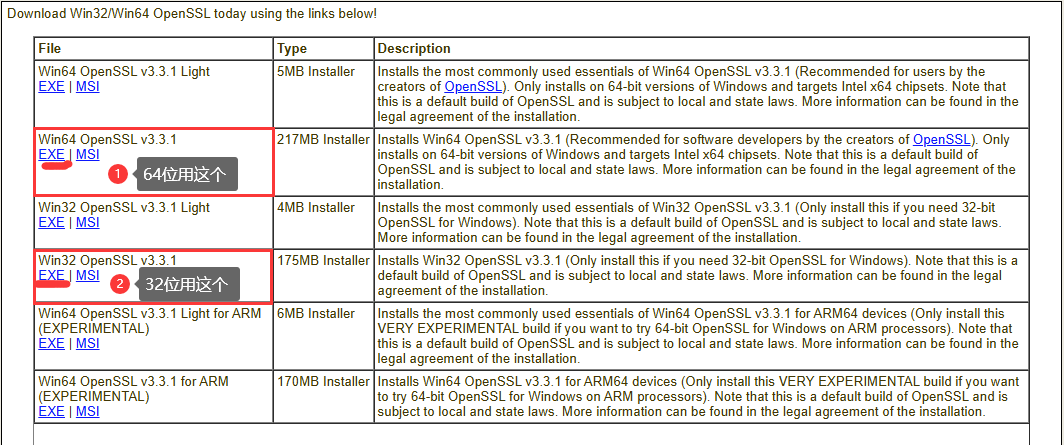 Download Win32/Win64 OpenSSL today using the links below!
File Type Description
Win64 OpenSSL v3.3.1 Light
EXE | MSI
5MB Installer
Installs the most commonly used essentials of Win64 OpenSSL v3.3.1 (Recommended for users by the
creators of OpenSSL). Only installs on 64-bit versions of Windows and targets Intel x64 chipsets. Note that
this is a default build of OpenSSL and is subject to local and state laws. More information can be found in the
legal agreement of the installation.
Win64 OpenSSL v3.3.1
EXE | MSI
1 64位用这个
217MB Installer
Installs Win64 OpenSSL v3.3.1 (Recommended for software developers by the creators of OpenSSL). Only
installs on 64-bit versions of Windows and targets Intel x64 chipsets. Note that this is a default build of
OpenSSL and is subject to local and state laws. More information can be found in the legal agreement of the
installation.
Win32 OpenSSL v3.3.1 Light
EXE | MSI
4MB Installer
Installs the most commonly used essentials of Win32 OpenSSL v3.3.1 (Only install this if you need 32-bit
OpenSSL for Windows). Note that this is a default build of OpenSSL and is subject to local and state laws.
More information can be found in the legal agreement of the installation.
Win32 OpenSSL v3.3.1
EXE | MSI
2 32位用这个
175MB Installer
Installs Win32 OpenSSL v3.3.1 (Only install this if you need 32-bit OpenSSL for Windows). Note that this is a
default build of OpenSSL and is subject to local and state laws. More information can be found in the legal
agreement of the installation.
Win64 OpenSSL v3.3.1 Light for ARM
(EXPERIMENTAL)
EXE | MSI
6MB Installer
Installs the most commonly used essentials of Win64 OpenSSL v3.3.1 for ARM64 devices (Only install this
VERY EXPERIMENTAL build if you want to try 64-bit OpenSSL for Windows on ARM processors). Note that
this is a default build of OpenSSL and is subject to local and state laws. More information can be found in the
legal agreement of the installation.
Win64 OpenSSL v3.3.1 for ARM
(EXPERIMENTAL)
EXE | MSI
170MB Installer
Installs Win64 OpenSSL v3.3.1 for ARM64 devices (Only install this VERY EXPERIMENTAL build if you want
to try 64-bit OpenSSL for Windows on ARM processors). Note that this is a default build of OpenSSL and is
subject to local and state laws. More information can be found in the legal agreement of the installation.